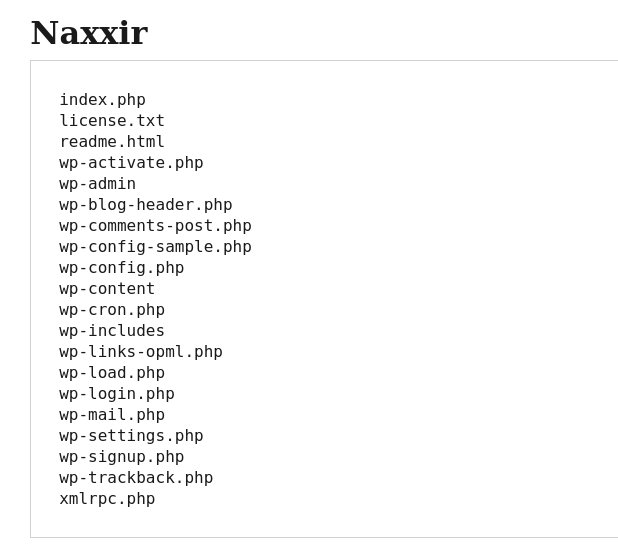 Naxxir
index.php
license.txt
readme.html
wp-activate.php
wp-admin
wp-blog-header.php
wp-comments-post.php
wp-config-sample.php
wp-config.php
wp-content
wp-cron.php
wp-includes
wp-links-opml.php
wp-load.php
wp-login.php
wp-mail.php
wp-settings.php
wp-signup.php
wp-trackback.php
xmlrpc.php